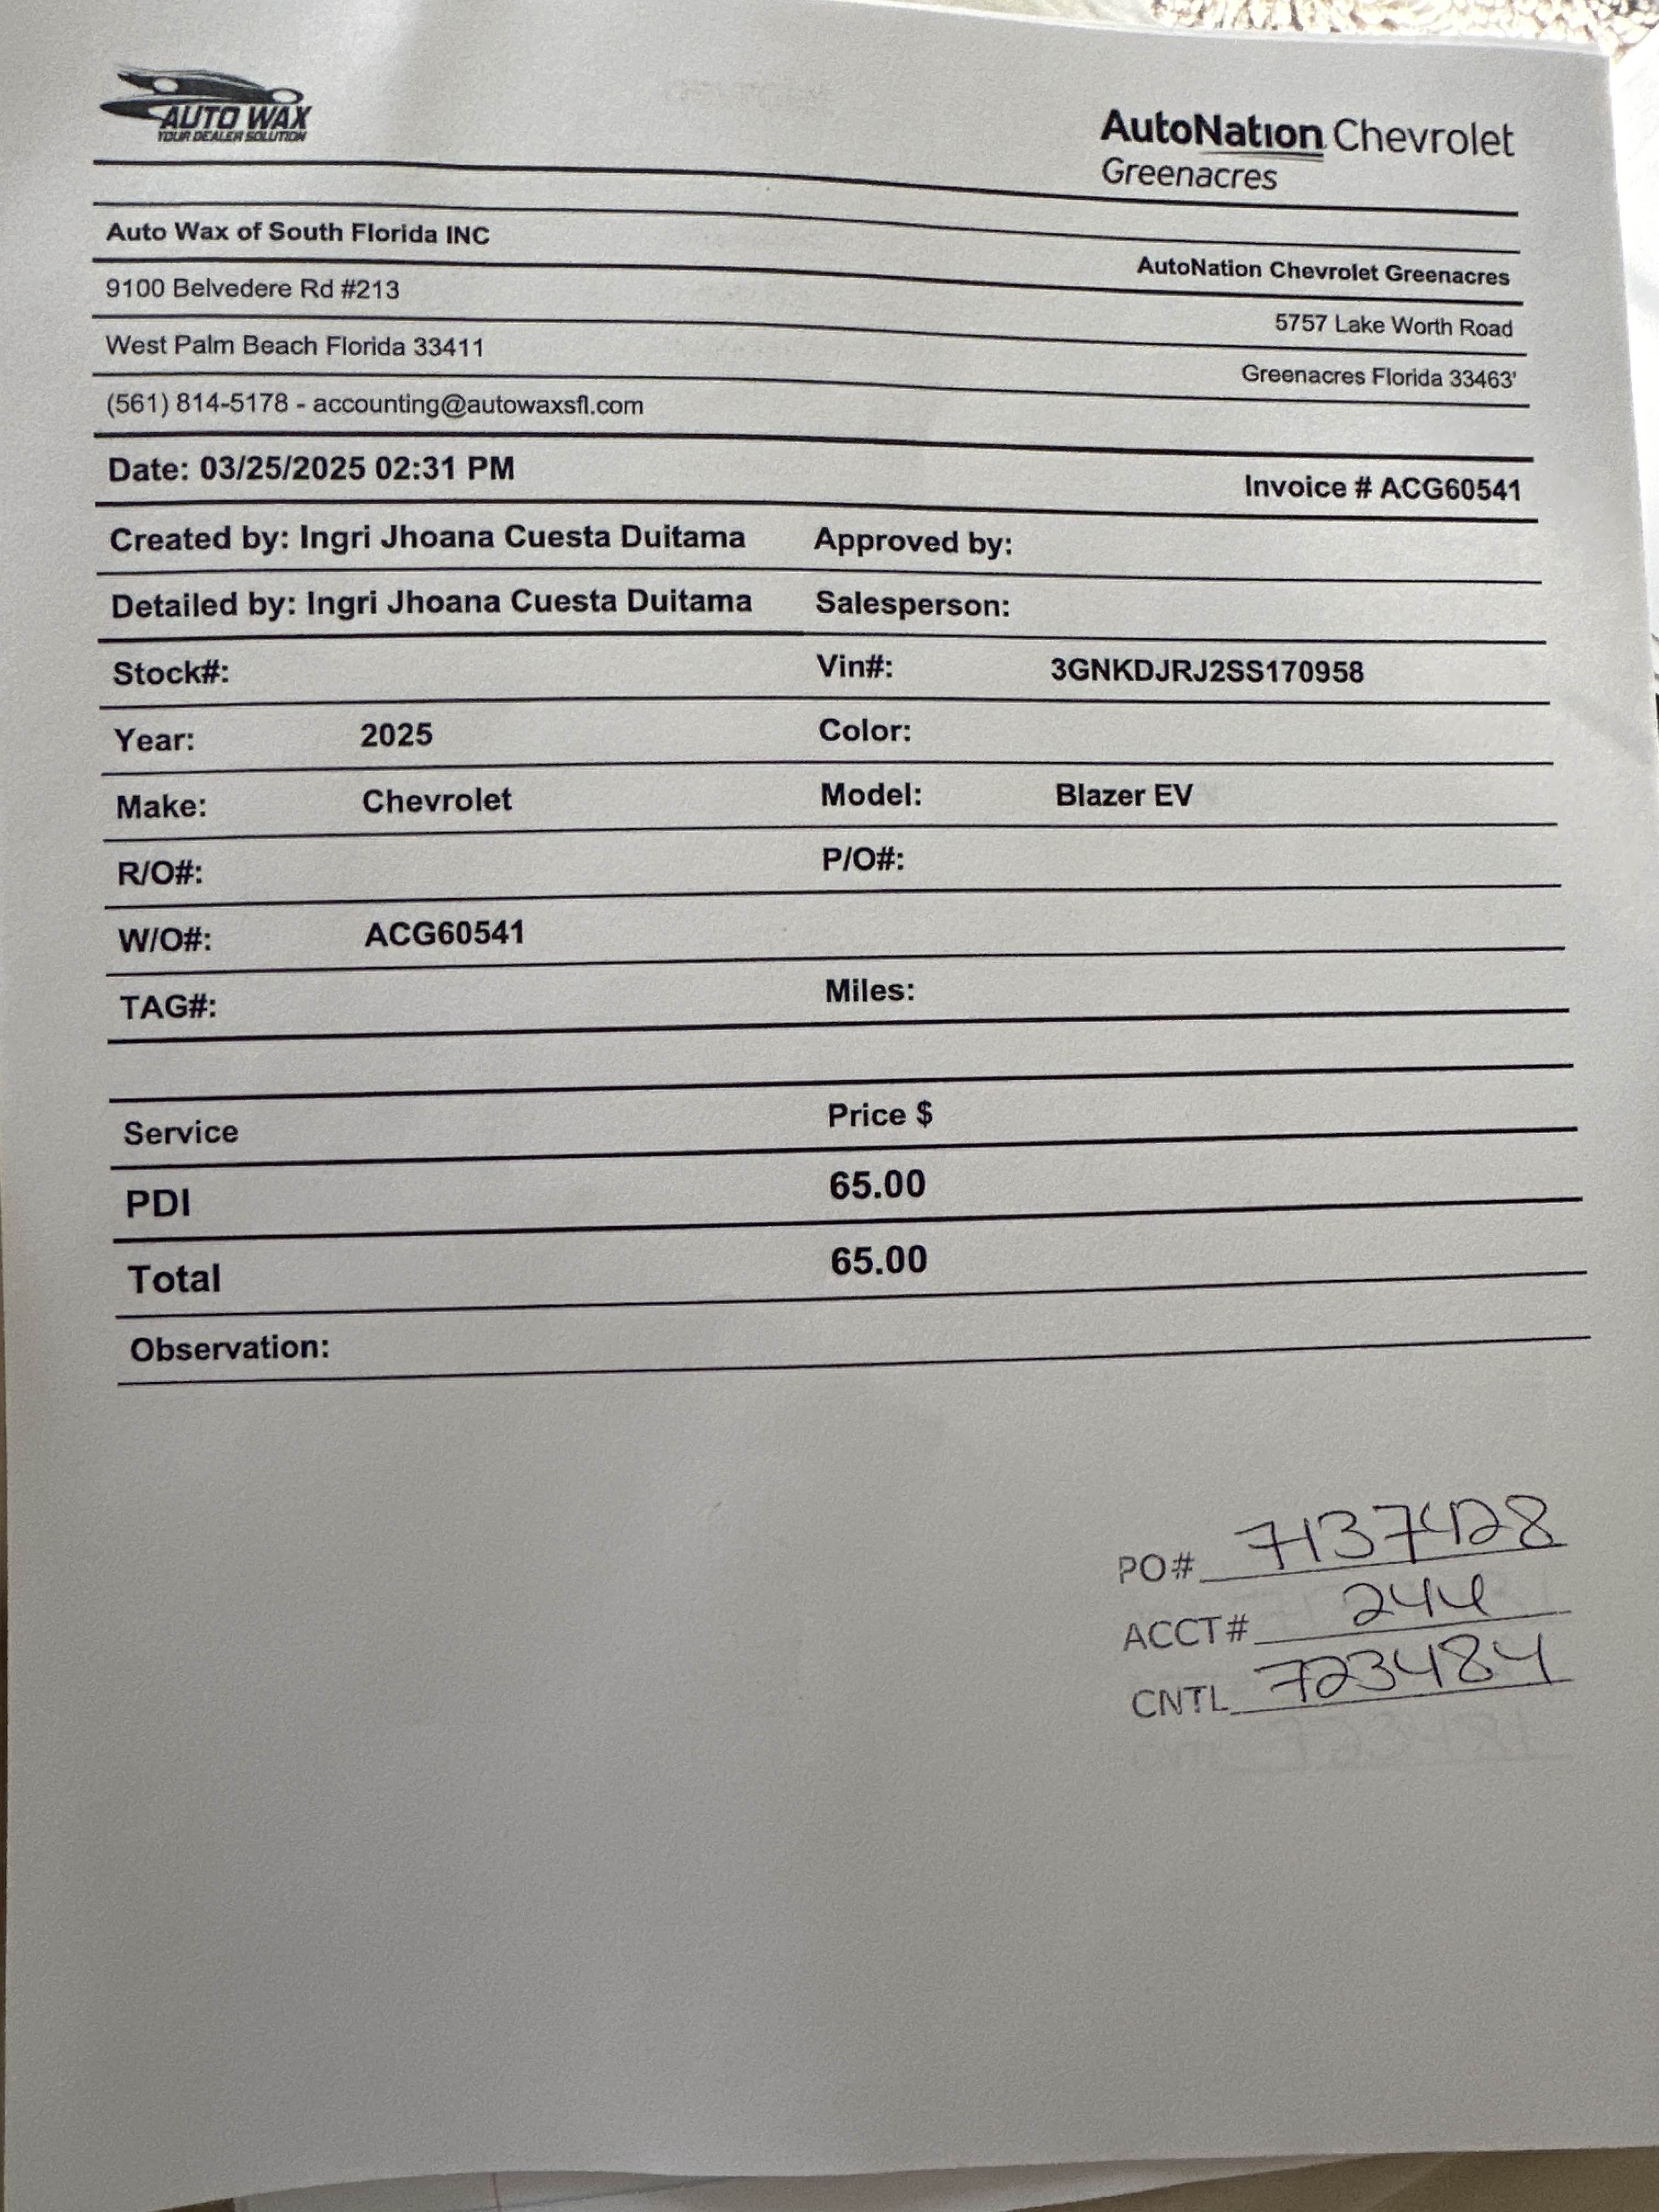 AUTO WAX
YOUR DEALER SOLUTION
AutoNation Chevrolet
Greenacres
Auto Wax of South Florida INC
AutoNation Chevrolet Greenacres
9100 Belvedere Rd #213
5757 Lake Worth Road
West Palm Beach Florida 33411
Greenacres Florida 33463'
(561) 814-5178 - accounting@autowaxsfl.com
Date: 03/25/2025 02:31 PM
Invoice # ACG60541
Created by: Ingri Jhoana Cuesta Duitama Approved by:
Detailed by: Ingri Jhoana Cuesta Duitama Salesperson:
Stock#: Vin#: 3GNKDJRJ2SS170958
Year: 2025 Color:
Make: Chevrolet Model: Blazer EV
R/O#: P/O#:
W/O#: ACG60541
TAG#: Miles:
Service Price $
PDI 65.00
Total 65.00
Observation:
PO# 7137428
ACCT# 244
CNTL 723484